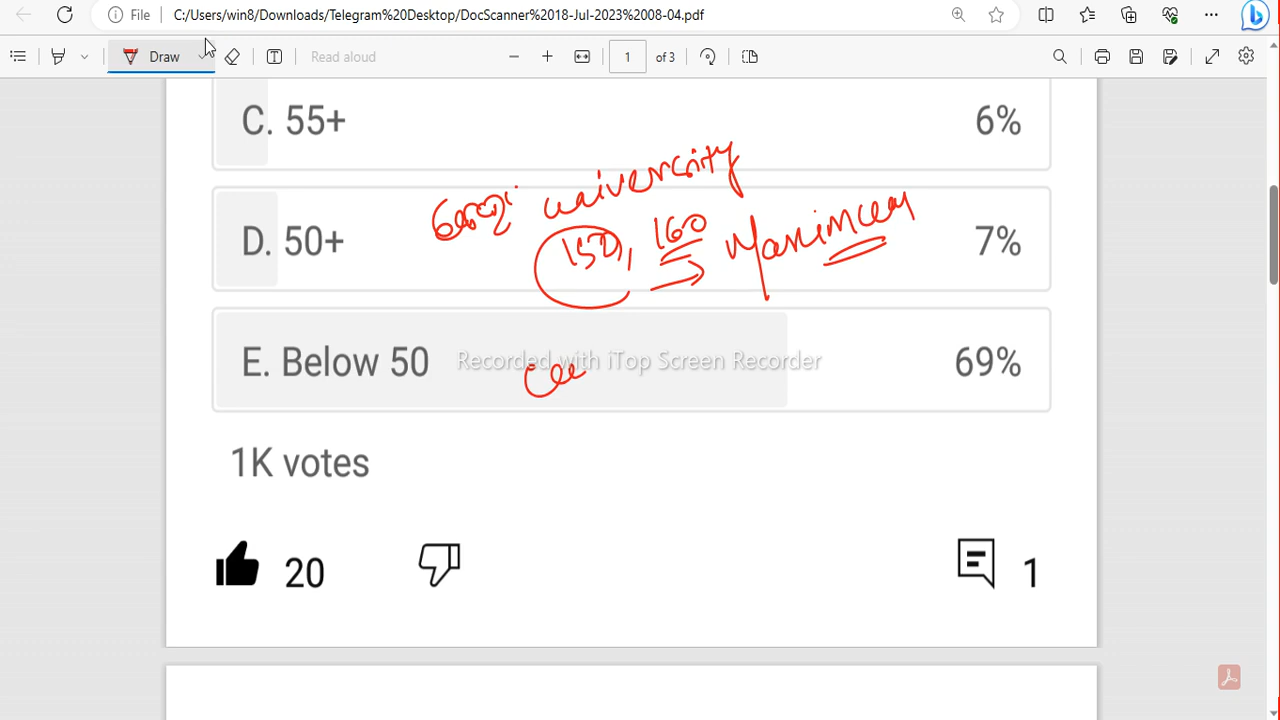 File
C:/Users/win8/Downloads/Telegram%20Desktop/DocScanner%2018-Jul-2023%2008-04.pdf
Draw
Read aloud
1 of 3
C. 55+ 6%
university
D. 50+ 7%
150, 160
E. Below 50 69%
Recorded with iTop Screen Recorder
1K votes
20
1